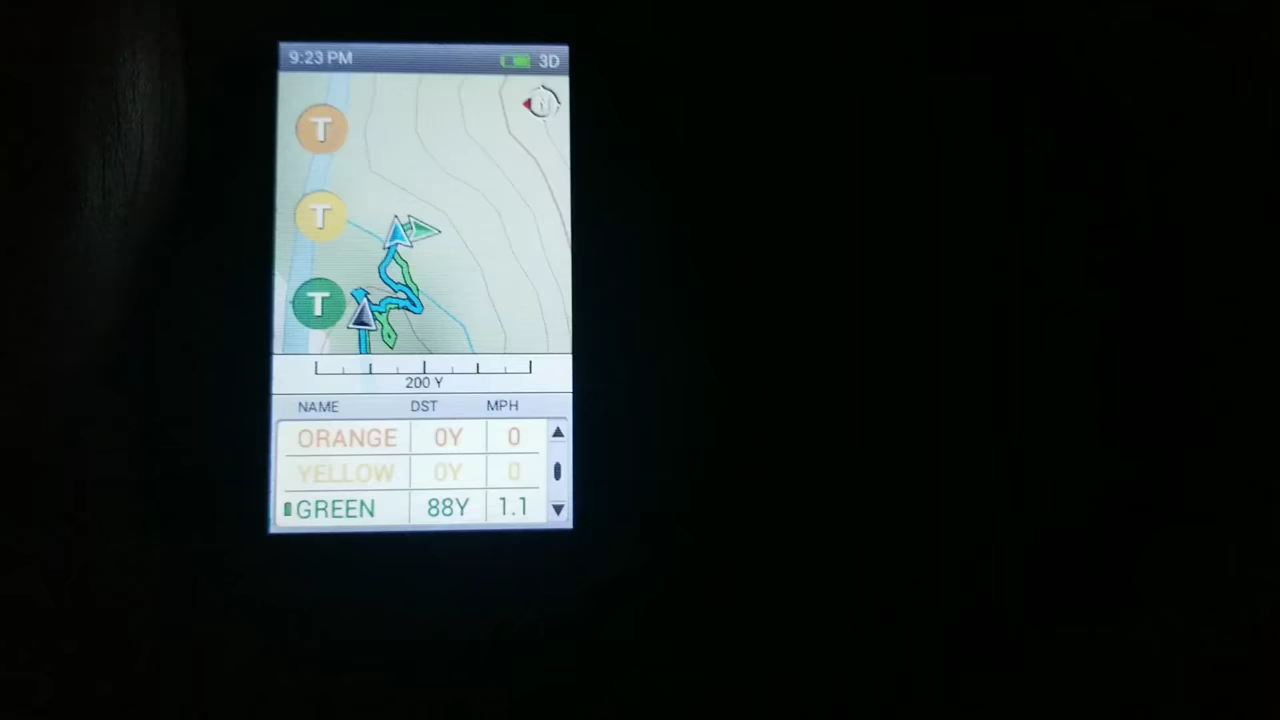 9:23 PM 3D
N
T
T
T
200 Y
NAME DST MPH
ORANGE 0Y 0
YELLOW 0Y 0
GREEN 88Y 1.1